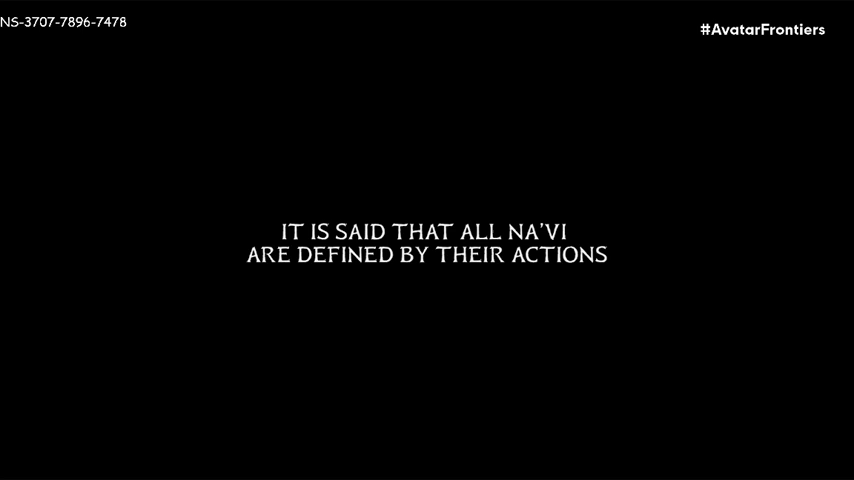 NS-3707-7896-7478
#AvatarFrontiers
IT IS SAID THAT ALL NA'VI
ARE DEFINED BY THEIR ACTIONS